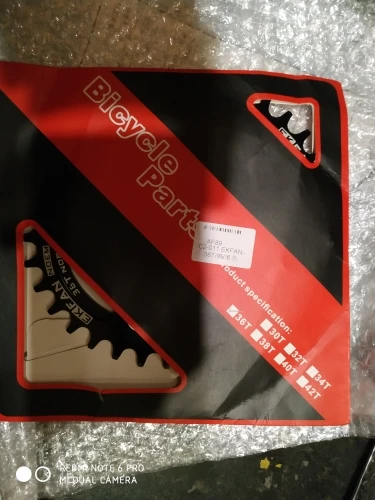 Bicycle
Parts
AF89
Product specification:
30T
32T
34T
36T
38T
40T
42T
EKFAN
36T
REDMI NOTE 6 PRO
MI DUAL CAMERA